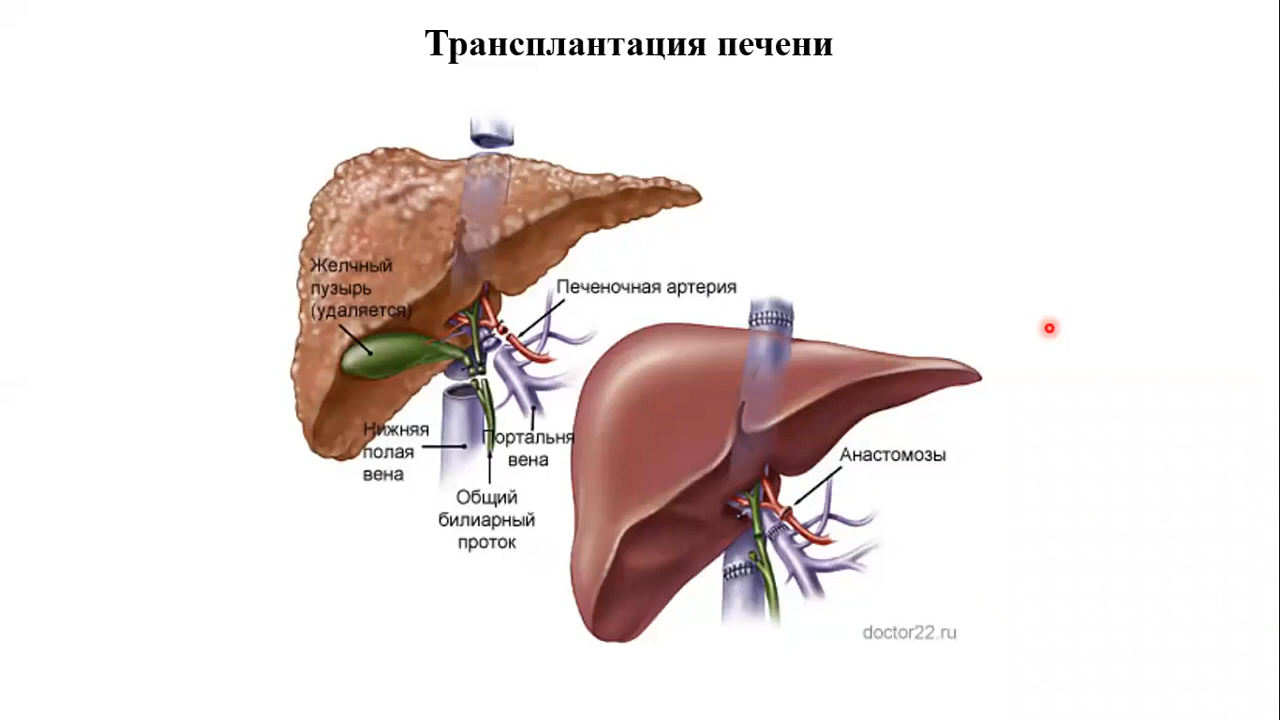 Трансплантация печени
Желчный
пузырь
(удаляется)
Печеночная артерия
Нижняя
полая
вена
Портальня
вена
Общий
билиарный
проток
Анастомозы
doctor22.ru